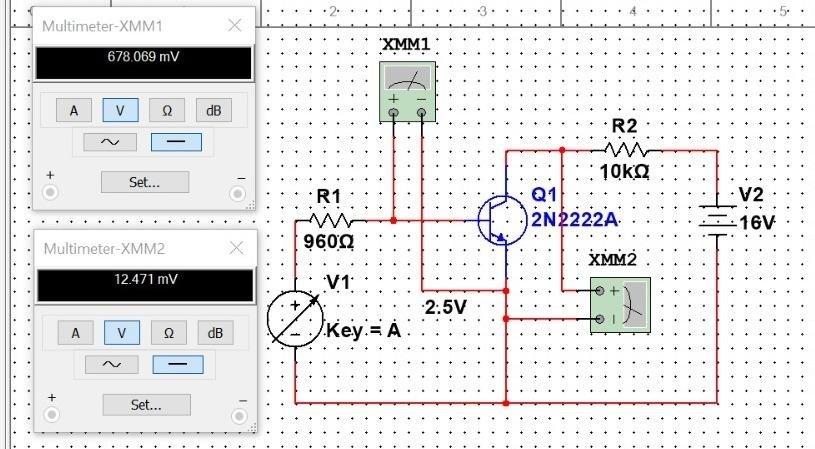 2
3
4
5
Multimeter-XMM1
678.069 mV
A V Ω dB
+ −
Set...
Multimeter-XMM2
12.471 mV
A V Ω dB
+ −
Set...
XMM1
+ −
R1
960Ω
V1
+
−
Key = A
2.5V
Q1
2N2222A
R2
10kΩ
V2
16V
XMM2
+
−